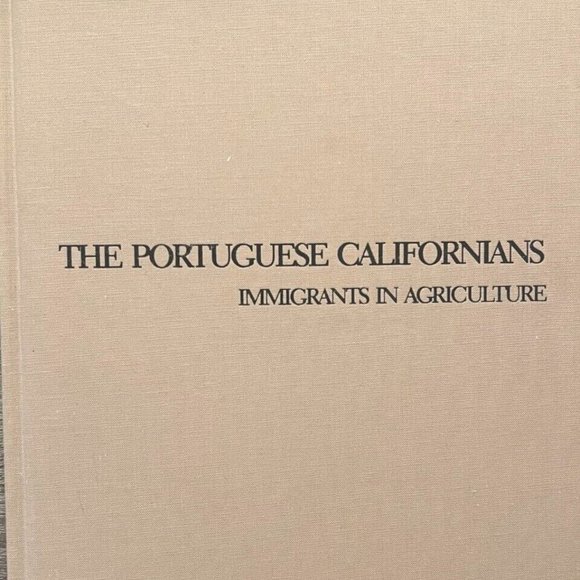 THE PORTUGUESE CALIFORNIANS
IMMIGRANTS IN AGRICULTURE